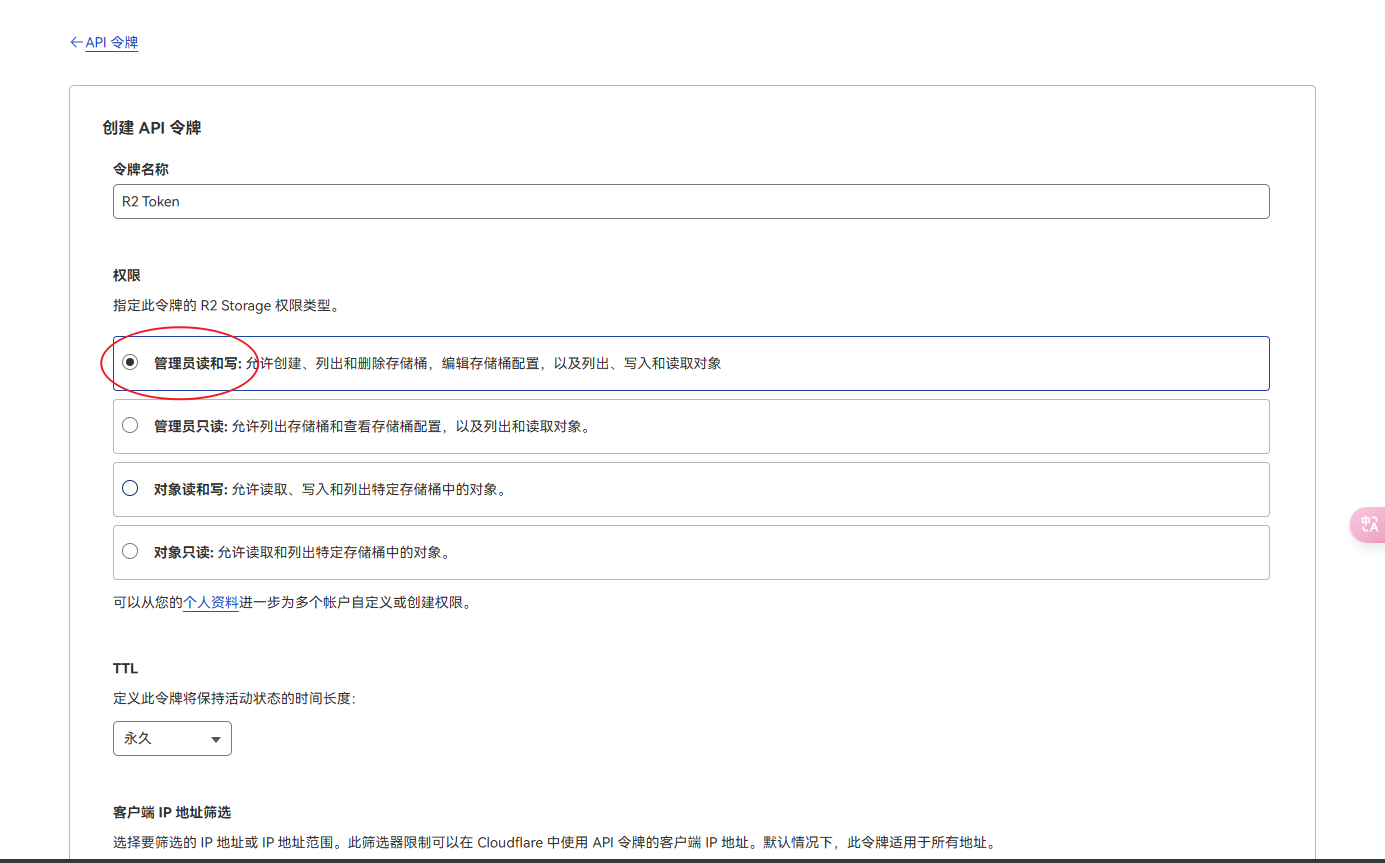 ←API 令牌
创建 API 令牌
令牌名称
R2 Token
权限
指定此令牌的 R2 Storage 权限类型。
管理员读和写: 允许创建、列出和删除存储桶，编辑存储桶配置，以及列出、写入和读取对象
管理员只读: 允许列出存储桶和查看存储桶配置，以及列出和读取对象。
对象读和写: 允许读取、写入和列出特定存储桶中的对象。
对象只读: 允许读取和列出特定存储桶中的对象。
可以从您的个人资料进一步为多个帐户自定义或创建权限。
TTL
定义此令牌将保持活动状态的时间长度:
永久
客户端 IP 地址筛选
选择要筛选的 IP 地址或 IP 地址范围。此筛选器限制可以在 Cloudflare 中使用 API 令牌的客户端 IP 地址。默认情况下，此令牌适用于所有地址。